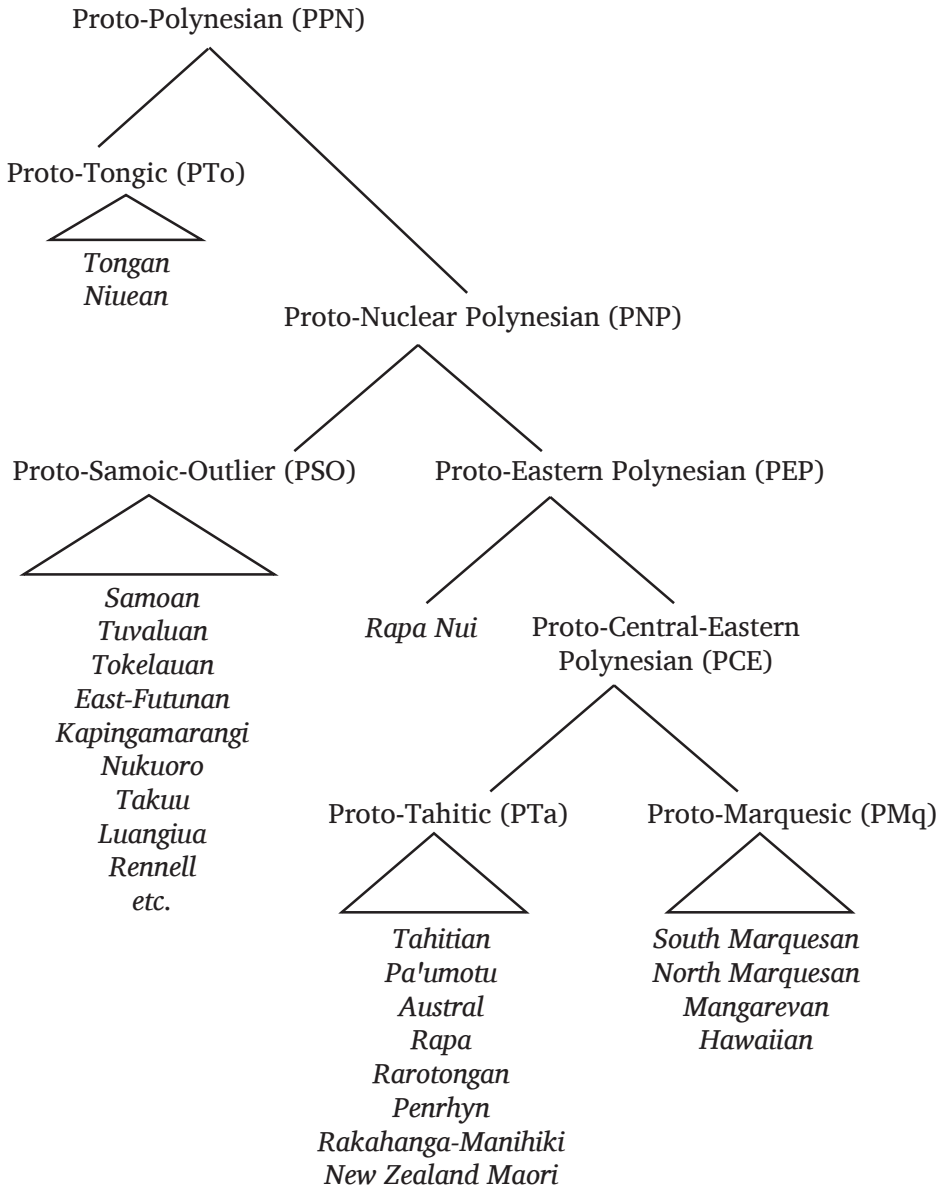 Proto-Polynesian (PPN)
Proto-Tongic (PTo)
Tongan
Niuean
Proto-Nuclear Polynesian (PNP)
Proto-Samoic-Outlier (PSO)
Proto-Eastern Polynesian (PEP)
Samoan
Tuvaluan
Tokelauan
East-Futunan
Kapingamarangi
Nukuoro
Takuu
Luangiua
Rennell
etc.
Rapa Nui
Proto-Central-Eastern
Polynesian (PCE)
Proto-Tahitic (PTa)
Proto-Marquesic (PMq)
Tahitian
Pa'umotu
Austral
Rapa
Rarotongan
Penrhyn
Rakahanga-Manihiki
New Zealand Maori
South Marquesan
North Marquesan
Mangarevan
Hawaiian